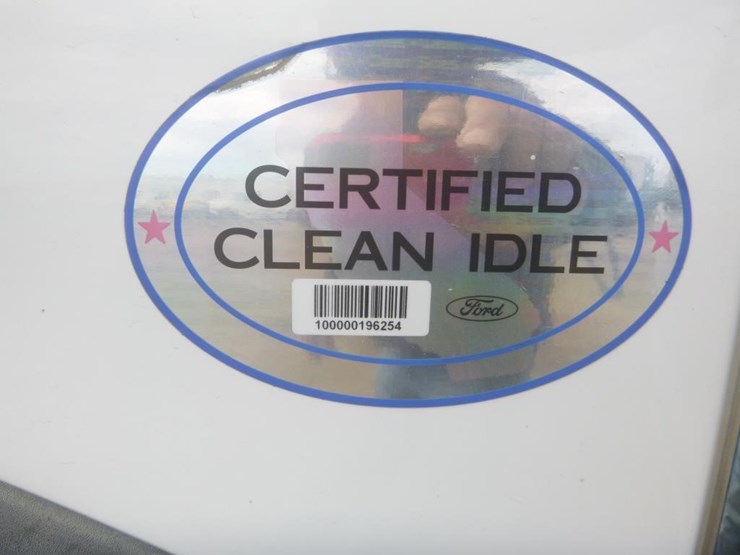 CERTIFIED
CLEAN IDLE
100000196254
Ford